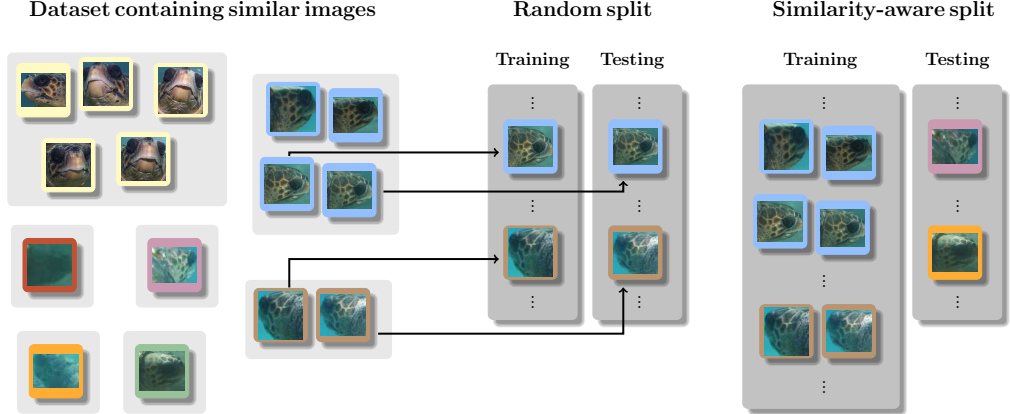 Dataset containing similar images
Random split
Similarity-aware split
Training
Testing
Training
Testing